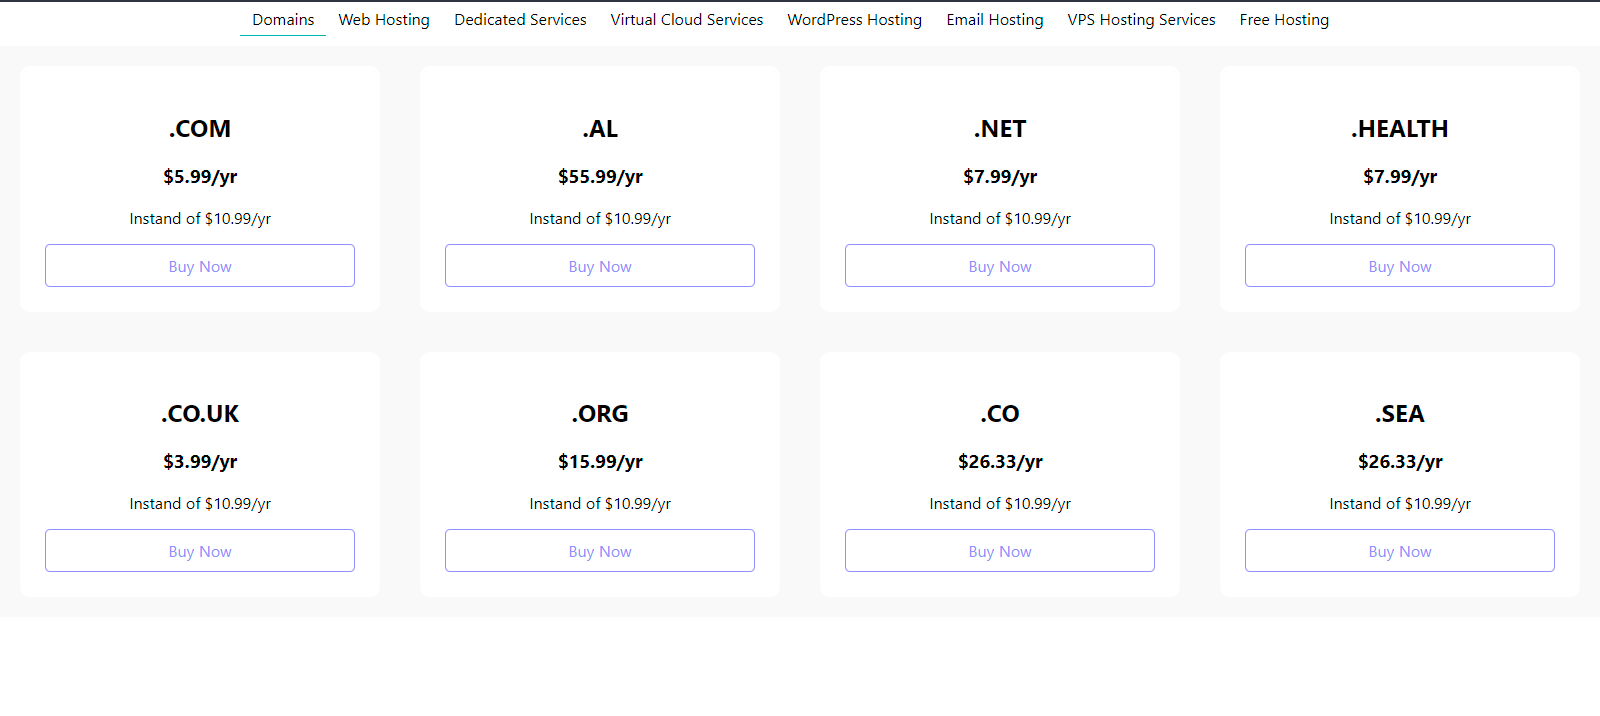 Domains Web Hosting Dedicated Services Virtual Cloud Services WordPress Hosting Email Hosting VPS Hosting Services Free Hosting
.COM
$5.99/yr
Instand of $10.99/yr
Buy Now
.AL
$55.99/yr
Instand of $10.99/yr
Buy Now
.NET
$7.99/yr
Instand of $10.99/yr
Buy Now
.HEALTH
$7.99/yr
Instand of $10.99/yr
Buy Now
.CO.UK
$3.99/yr
Instand of $10.99/yr
Buy Now
.ORG
$15.99/yr
Instand of $10.99/yr
Buy Now
.CO
$26.33/yr
Instand of $10.99/yr
Buy Now
.SEA
$26.33/yr
Instand of $10.99/yr
Buy Now